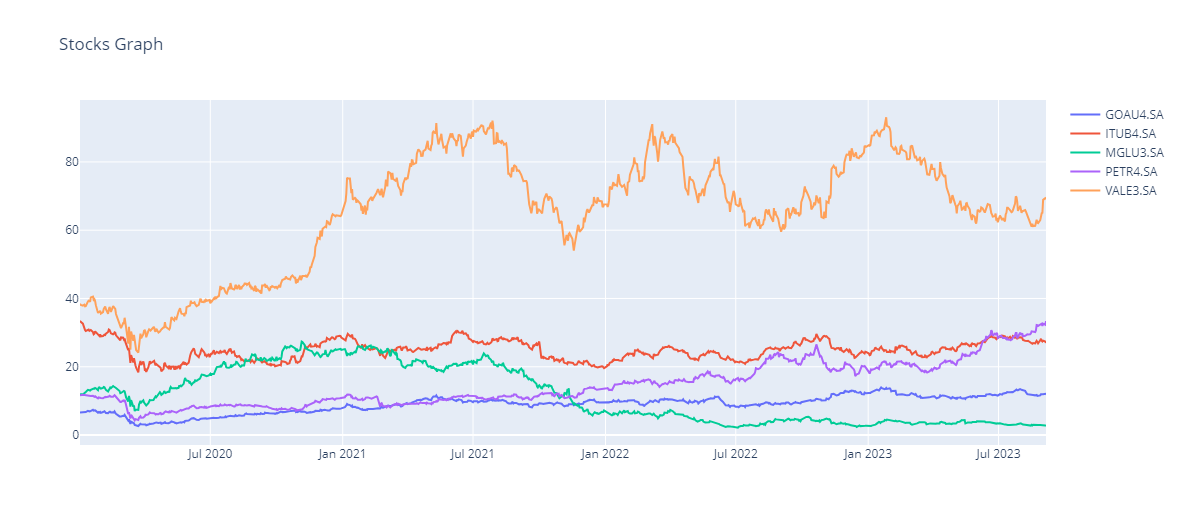 Stocks Graph
GOAU4.SA
ITUB4.SA
MGLU3.SA
PETR4.SA
VALE3.SA
80
60
40
20
0
Jul 2020 Jan 2021 Jul 2021 Jan 2022 Jul 2022 Jan 2023 Jul 2023